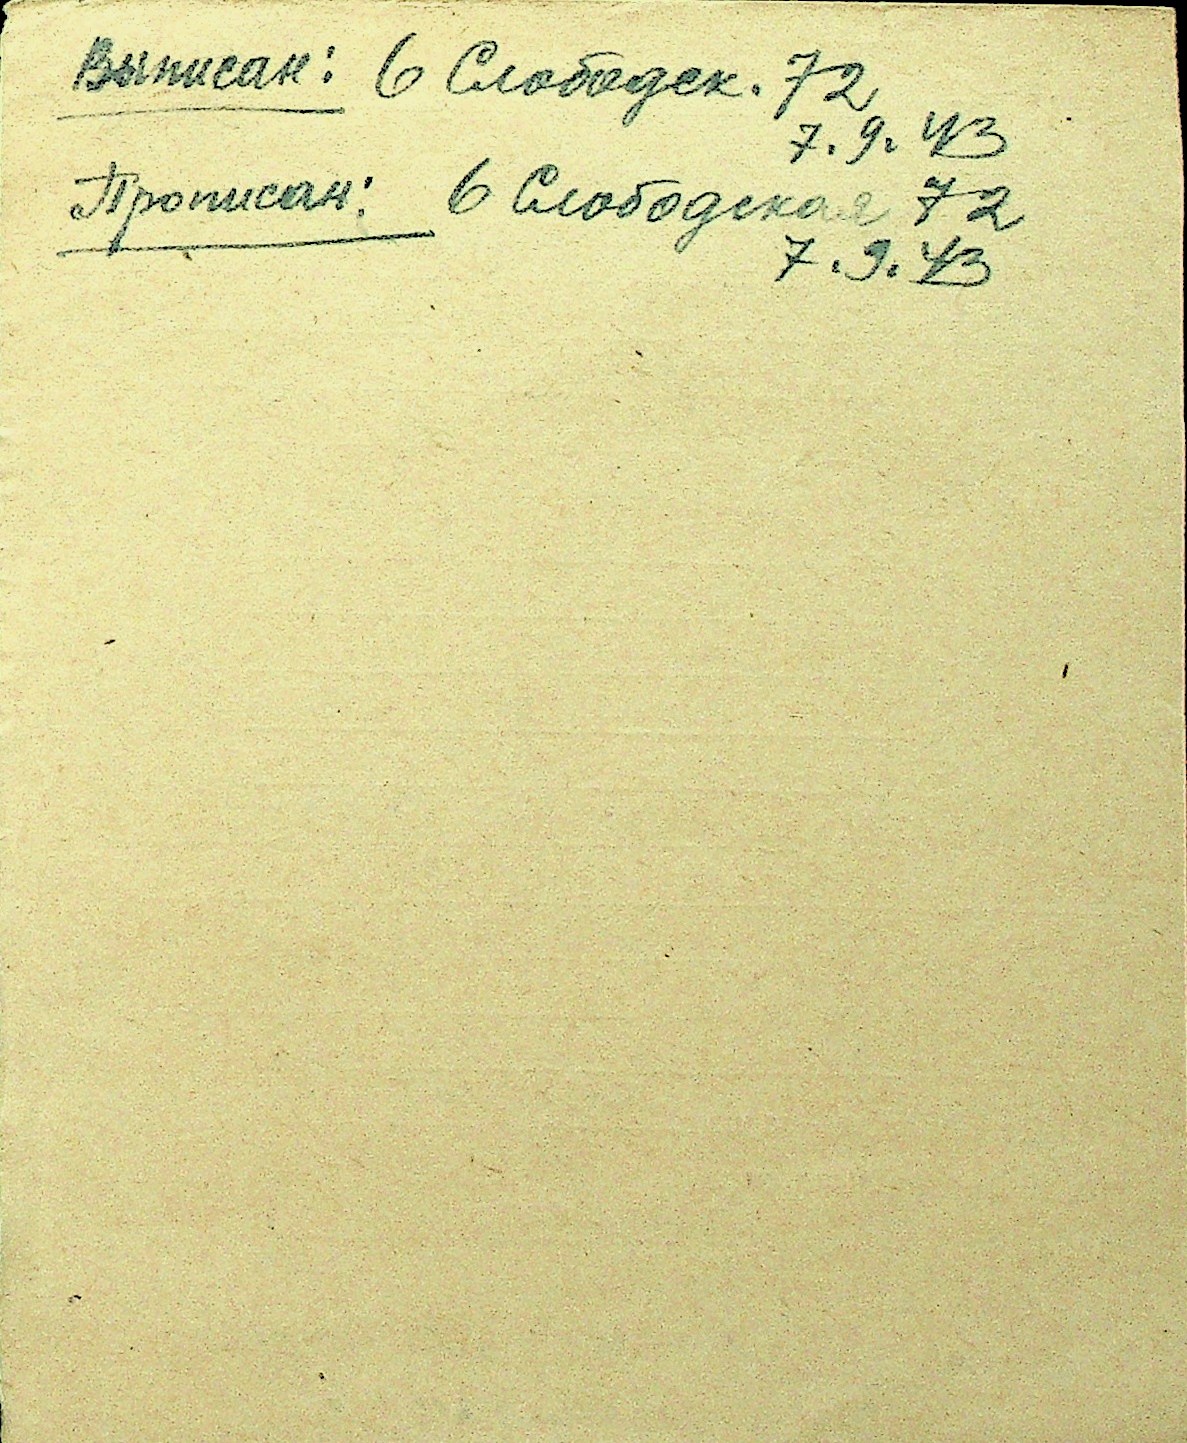 Выписан: 6 Слободск. 72
7.9.43
Прописан: 6 Слободская 72
7.9.43